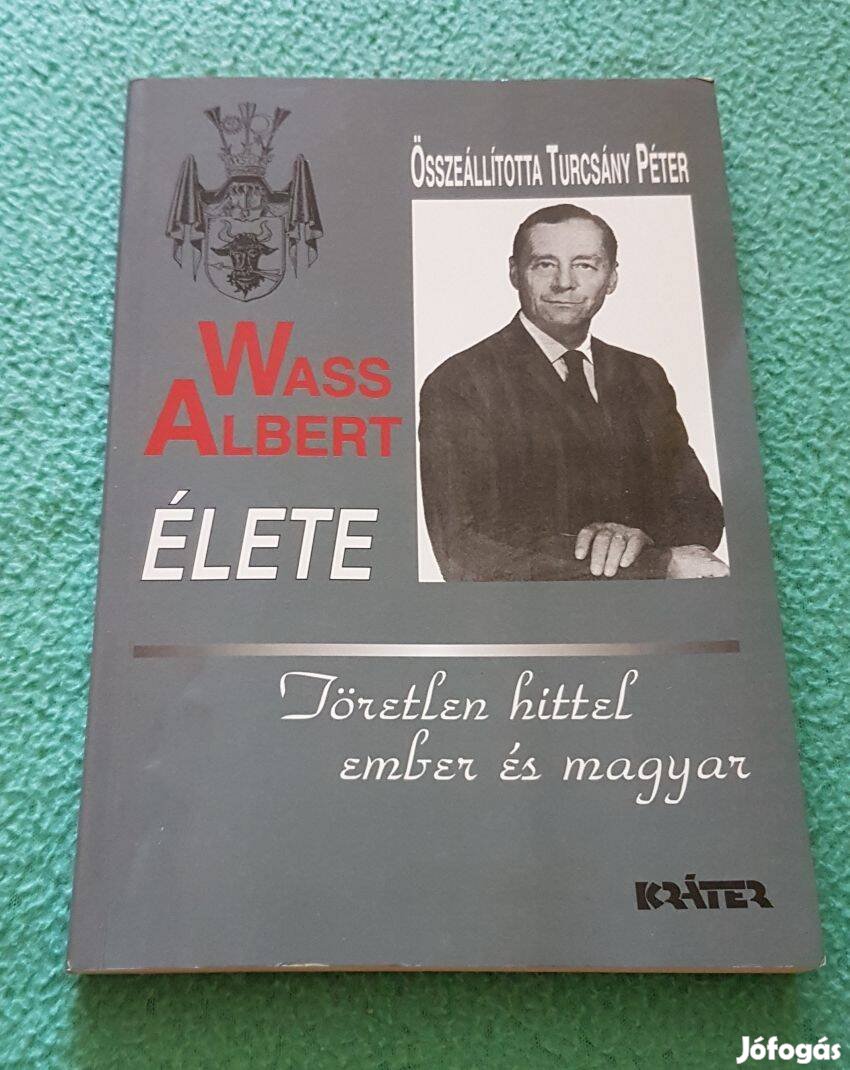 ÖSSZEÁLLÍTOTTA TURCSÁNY PÉTER
WASS
ALBERT
ÉLETE
Töretlen hittel
ember és magyar
KRÁTER
Jófogás